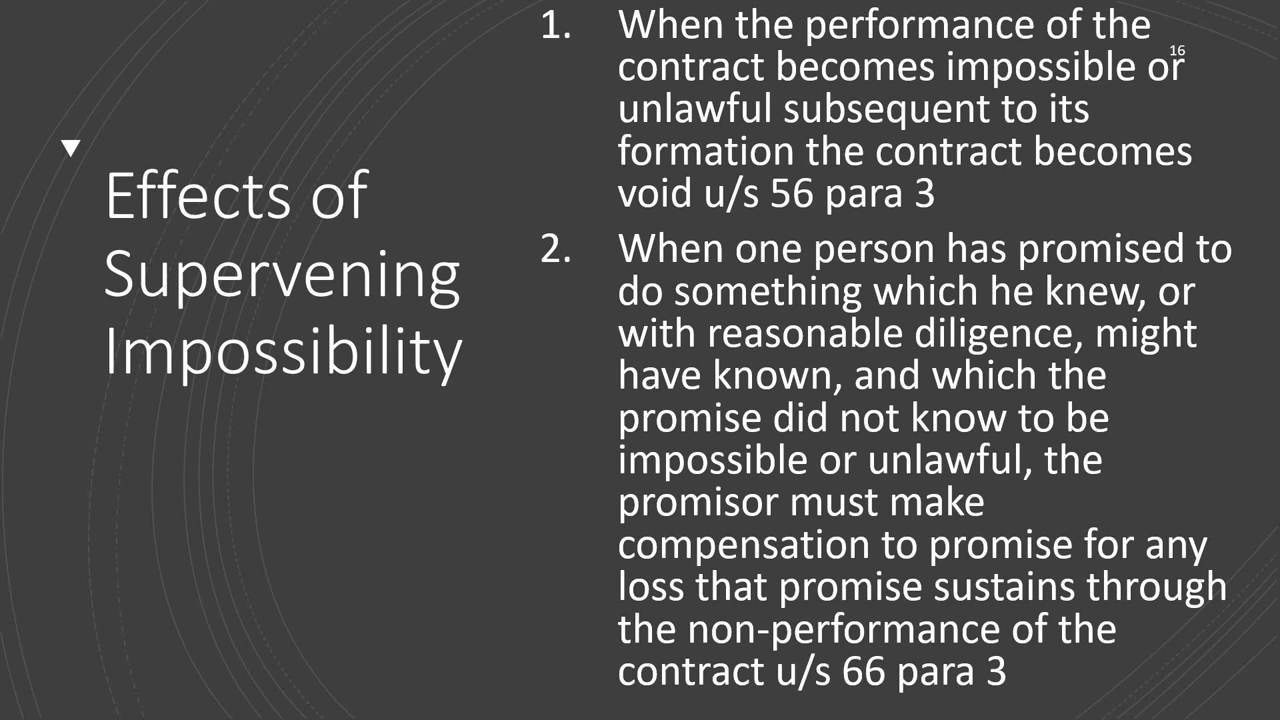 Effects of
Supervening
Impossibility
16
1. When the performance of the
contract becomes impossible or
unlawful subsequent to its
formation the contract becomes
void u/s 56 para 3
2. When one person has promised to
do something which he knew, or
with reasonable diligence, might
have known, and which the
promise did not know to be
impossible or unlawful, the
promisor must make
compensation to promise for any
loss that promise sustains through
the non-performance of the
contract u/s 66 para 3